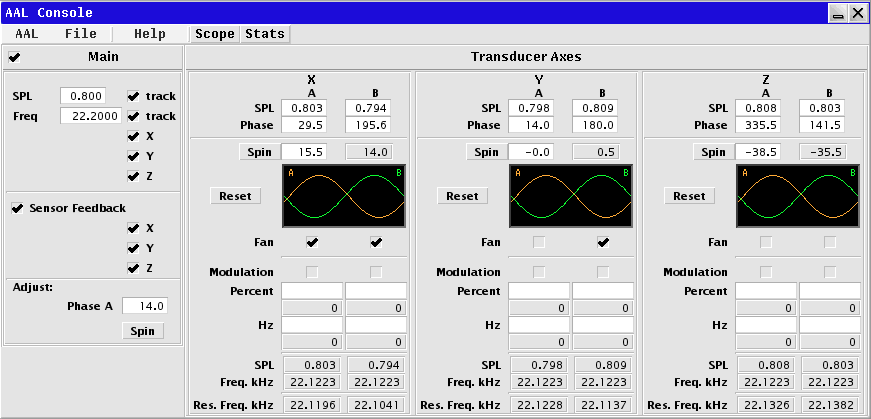 AAL Console
AAL File Help Scope Stats
Main
SPL 0.800 track
Freq 22.2000 track
X
Y
Z
Sensor Feedback
X
Y
Z
Adjust:
Phase A 14.0
Spin
Transducer Axes
X
A B
SPL 0.803 0.794
Phase 29.5 195.6
Spin 15.5 14.0
A B
Reset
Fan
Modulation
Percent
0 0
Hz
0 0
SPL 0.803 0.794
Freq. kHz 22.1223 22.1223
Res. Freq. kHz 22.1196 22.1041
Y
A B
SPL 0.798 0.809
Phase 14.0 180.0
Spin -0.0 0.5
A B
Reset
Fan
Modulation
Percent
0 0
Hz
0 0
SPL 0.798 0.809
Freq. kHz 22.1223 22.1223
Res. Freq. kHz 22.1228 22.1137
Z
A B
SPL 0.808 0.803
Phase 335.5 141.5
Spin -38.5 -35.5
A B
Reset
Fan
Modulation
Percent
0 0
Hz
0 0
SPL 0.808 0.803
Freq. kHz 22.1223 22.1223
Res. Freq. kHz 22.1326 22.1382